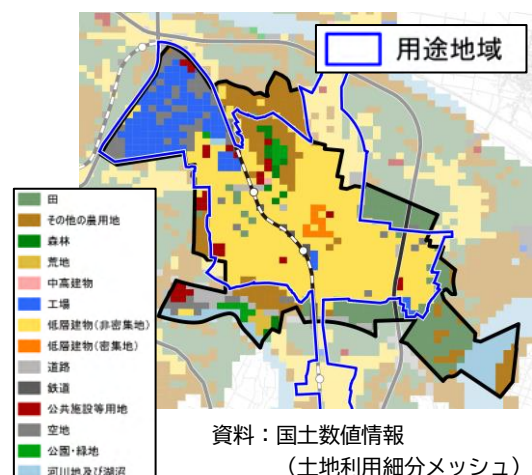 用途地域
田
その他の農用地
森林
荒地
中高建物
工場
低層建物(非密集地)
低層建物(密集地)
道路
鉄道
公共施設等用地
空地
公園・緑地
河川地及び湖沼
資料：国土数値情報
（土地利用細分メッシュ）